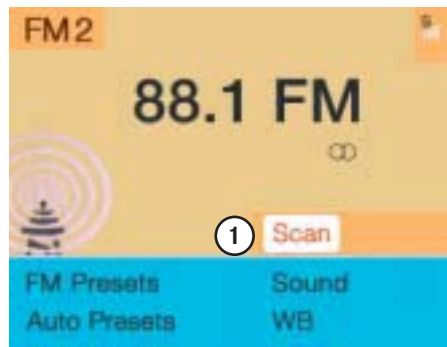 FM2
88.1 FM
1 Scan
FM Presets Sound
Auto Presets WB